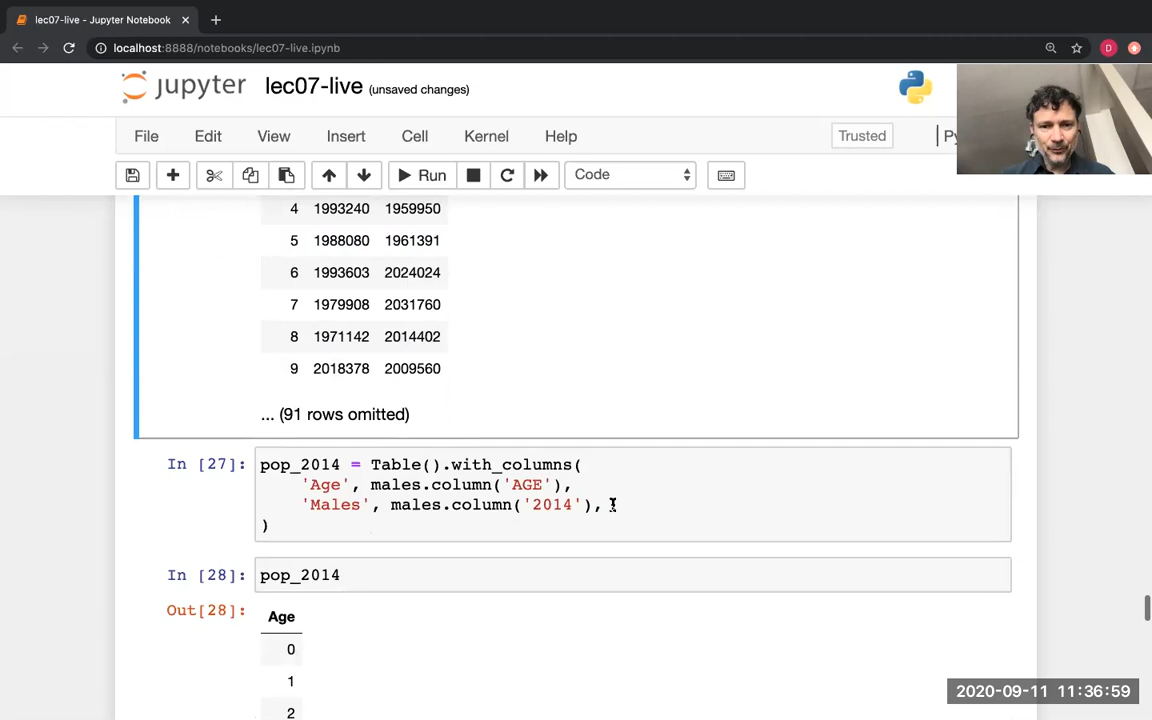 lec07-live - Jupyter Notebook
localhost:8888/notebooks/lec07-live.ipynb
D
jupyter lec07-live (unsaved changes)
File Edit View Insert Cell Kernel Help Trusted Py
Run Code
4 1993240 1959950
5 1988080 1961391
6 1993603 2024024
7 1979908 2031760
8 1971142 2014402
9 2018378 2009560
... (91 rows omitted)
In [27]: pop_2014 = Table().with_columns(
'Age', males.column('AGE'),
'Males', males.column('2014'),
)
In [28]: pop_2014
Out[28]: Age
0
1
2
2020-09-11 11:36:59